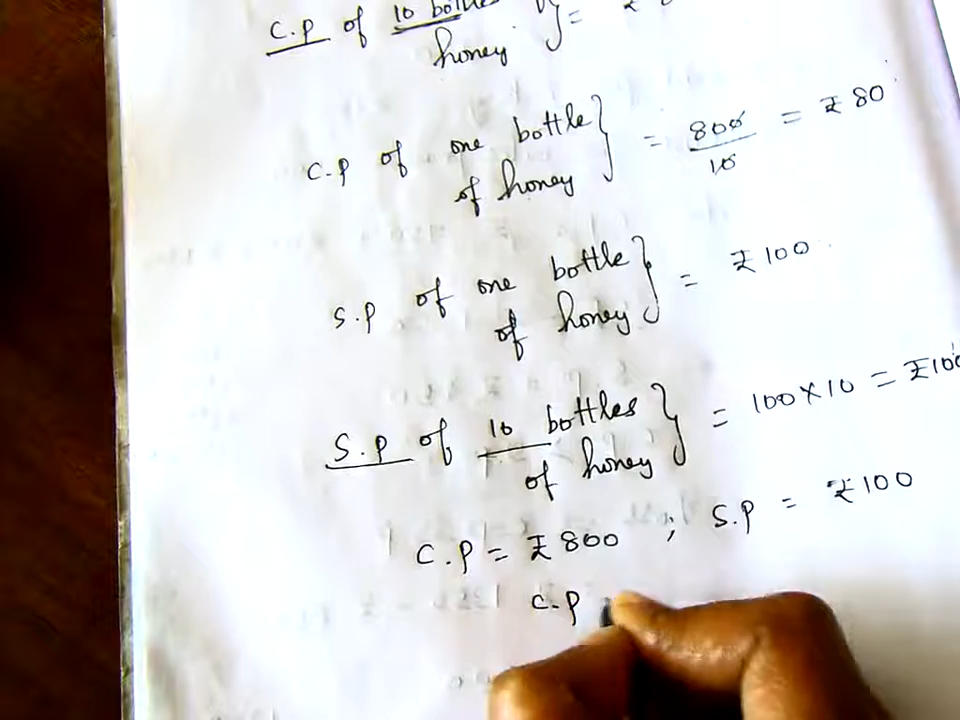 C.P of 10 bottles } = ₹
honey
C.P of one bottle } = 800/10 = ₹80
of honey
S.P of one bottle } = ₹100
of honey
S.P of 10 bottles } = 100×10 = ₹100
of honey
C.P = ₹800 ; S.P = ₹100
C.P